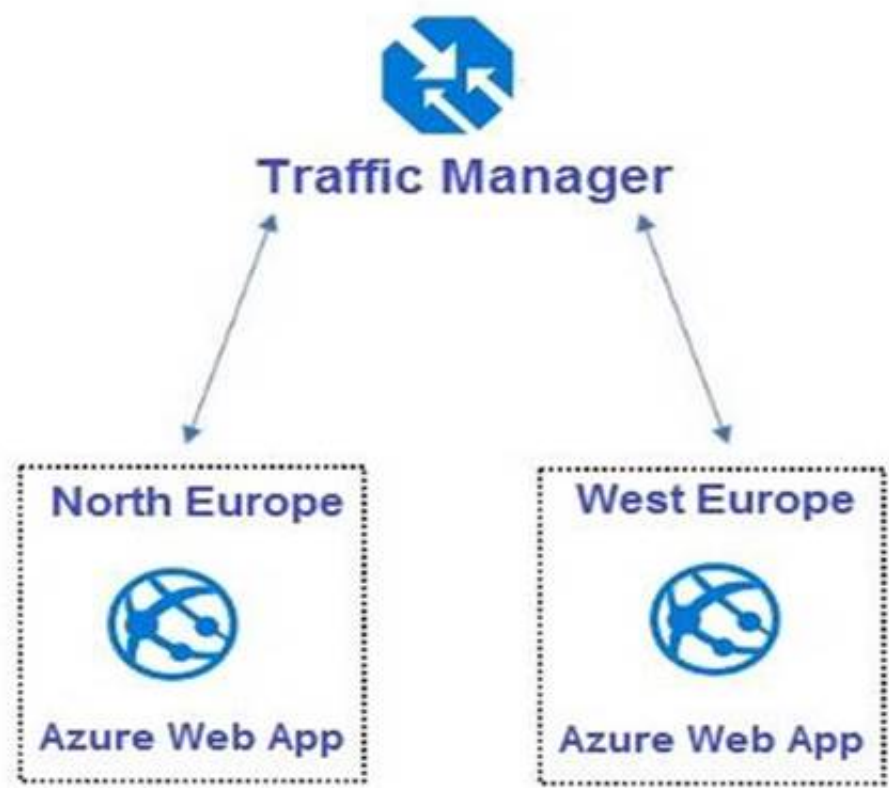 Traffic Manager
North Europe
Azure Web App
West Europe
Azure Web App